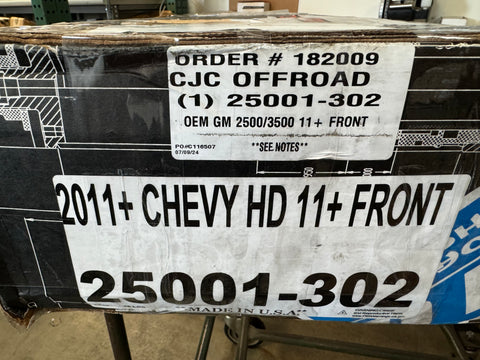 ORDER # 182009
CJC OFFROAD
(1) 25001-302
OEM GM 2500/3500 11+ FRONT
PO#C116507
**SEE NOTES**
07/09/24
2011+ CHEVY HD 11+ FRONT
25001-302
MADE IN U.S.A**